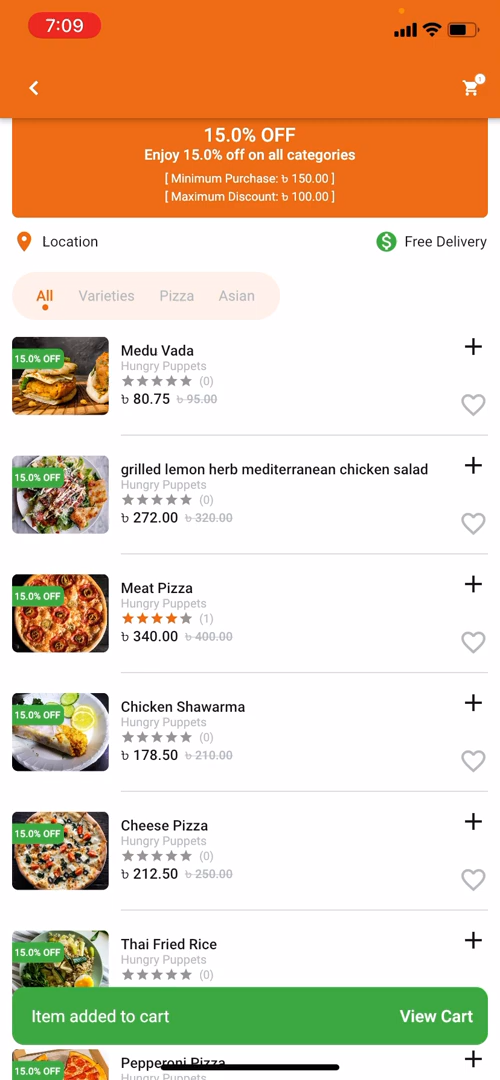 7:09
1
15.0% OFF
Enjoy 15.0% off on all categories
[ Minimum Purchase: ৳ 150.00 ]
[ Maximum Discount: ৳ 100.00 ]
Location
Free Delivery
All Varieties Pizza Asian
15.0% OFF
Medu Vada
Hungry Puppets
(0)
৳ 80.75 ৳ 95.00
15.0% OFF
grilled lemon herb mediterranean chicken salad
Hungry Puppets
(0)
৳ 272.00 ৳ 320.00
15.0% OFF
Meat Pizza
Hungry Puppets
(1)
৳ 340.00 ৳ 400.00
15.0% OFF
Chicken Shawarma
Hungry Puppets
(0)
৳ 178.50 ৳ 210.00
15.0% OFF
Cheese Pizza
Hungry Puppets
(0)
৳ 212.50 ৳ 250.00
15.0% OFF
Thai Fried Rice
Hungry Puppets
(0)
Item added to cart
View Cart
15.0% OFF
Pepperoni Pizza
Hungry Puppets